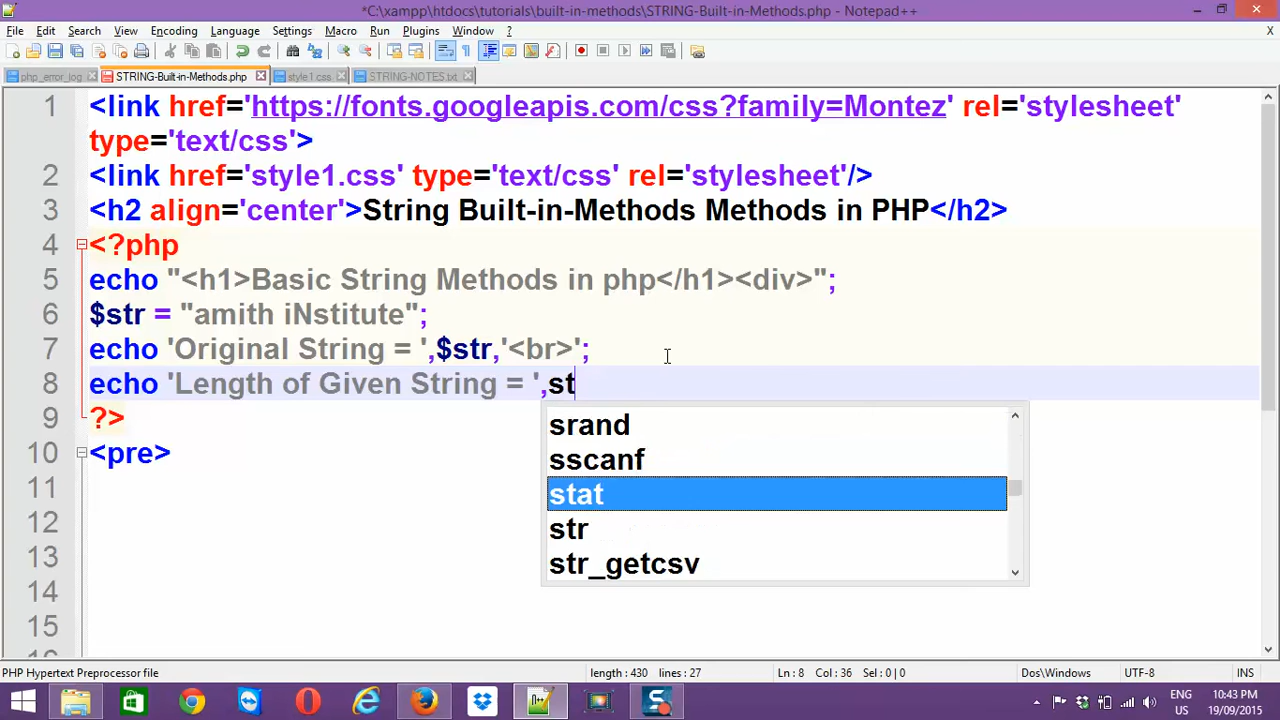 *C:\xampp\htdocs\tutorials\built-in-methods\STRING-Built-in-Methods.php - Notepad++
File Edit Search View Encoding Language Settings Macro Run Plugins Window ? X
php_error_log STRING-Built-in-Methods.php style1.css STRING-NOTES.txt
1 <link href='https://fonts.googleapis.com/css?family=Montez' rel='stylesheet'
type='text/css'>
2 <link href='style1.css' type='text/css' rel='stylesheet'/>
3 <h2 align='center'>String Built-in-Methods Methods in PHP</h2>
4 <?php
5 echo "<h1>Basic String Methods in php</h1><div>";
6 $str = "amith iNstitute";
7 echo 'Original String = ',$str,'<br>';
8 echo 'Length of Given String = ',st
9 ?>
srand
10 <pre>
sscanf
11
stat
12
str
13
str_getcsv
14
15
16
PHP Hypertext Preprocessor file length : 430 lines : 27 Ln : 8 Col : 36 Sel : 0 | 0 Dos\Windows UTF-8 INS
ENG 10:43 PM
US 19/09/2015